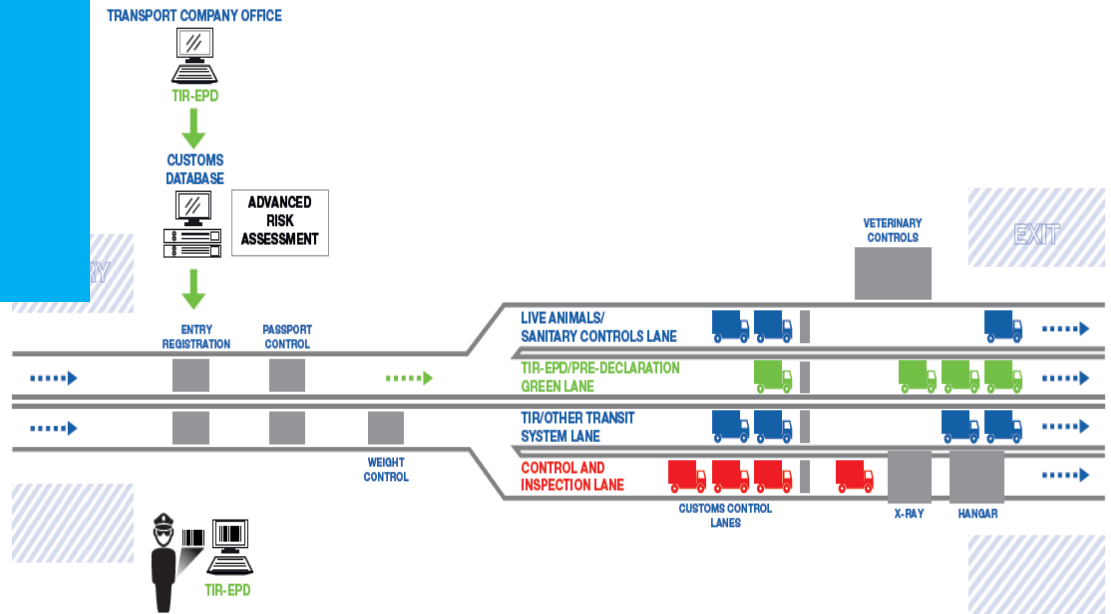 TRANSPORT COMPANY OFFICE
TIR-EPD
CUSTOMS
DATABASE
ADVANCED
RISK
ASSESSMENT
VETERINARY
CONTROLS
EXIT
RY
ENTRY
REGISTRATION
PASSPORT
CONTROL
LIVE ANIMALS/
SANITARY CONTROLS LANE
TIR-EPD/PRE-DECLARATION
GREEN LANE
TIR/OTHER TRANSIT
SYSTEM LANE
WEIGHT
CONTROL
CONTROL AND
INSPECTION LANE
CUSTOMS CONTROL
LANES
X-RAY
HANGAR
TIR-EPD